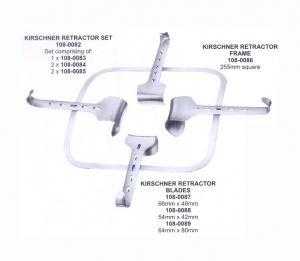 KIRSCHNER RETRACTOR SET
108-0082
Set comprising of:
1 x 108-0083
2 x 108-0084
2 x 108-0085
KIRSCHNER RETRACTOR
FRAME
108-0086
255mm square
KIRSCHNER RETRACTOR
BLADES
108-0087
66mm x 48mm
108-0088
54mm x 42mm
108-0089
64mm x 80mm